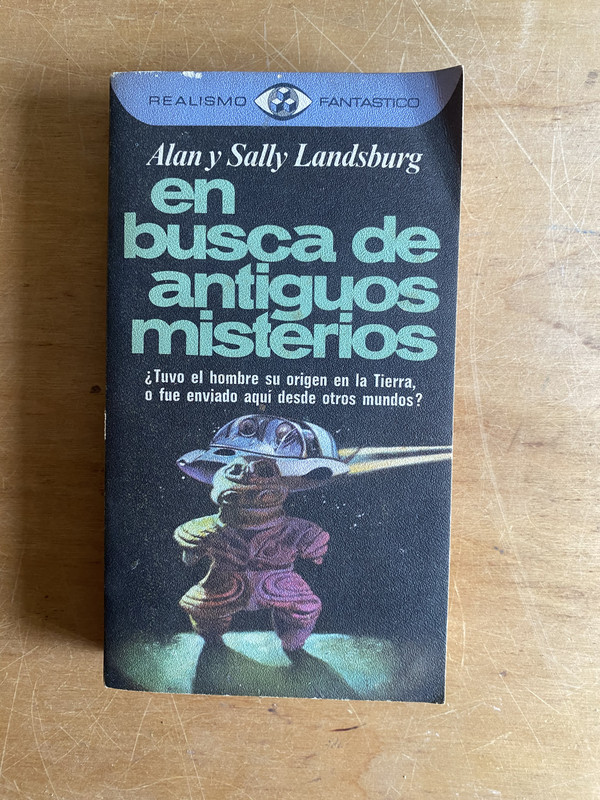 REALISMO FANTASTICO
Alan y Sally Landsburg
en
busca de
antiguos
misterios
¿Tuvo el hombre su origen en la Tierra,
o fue enviado aquí desde otros mundos?